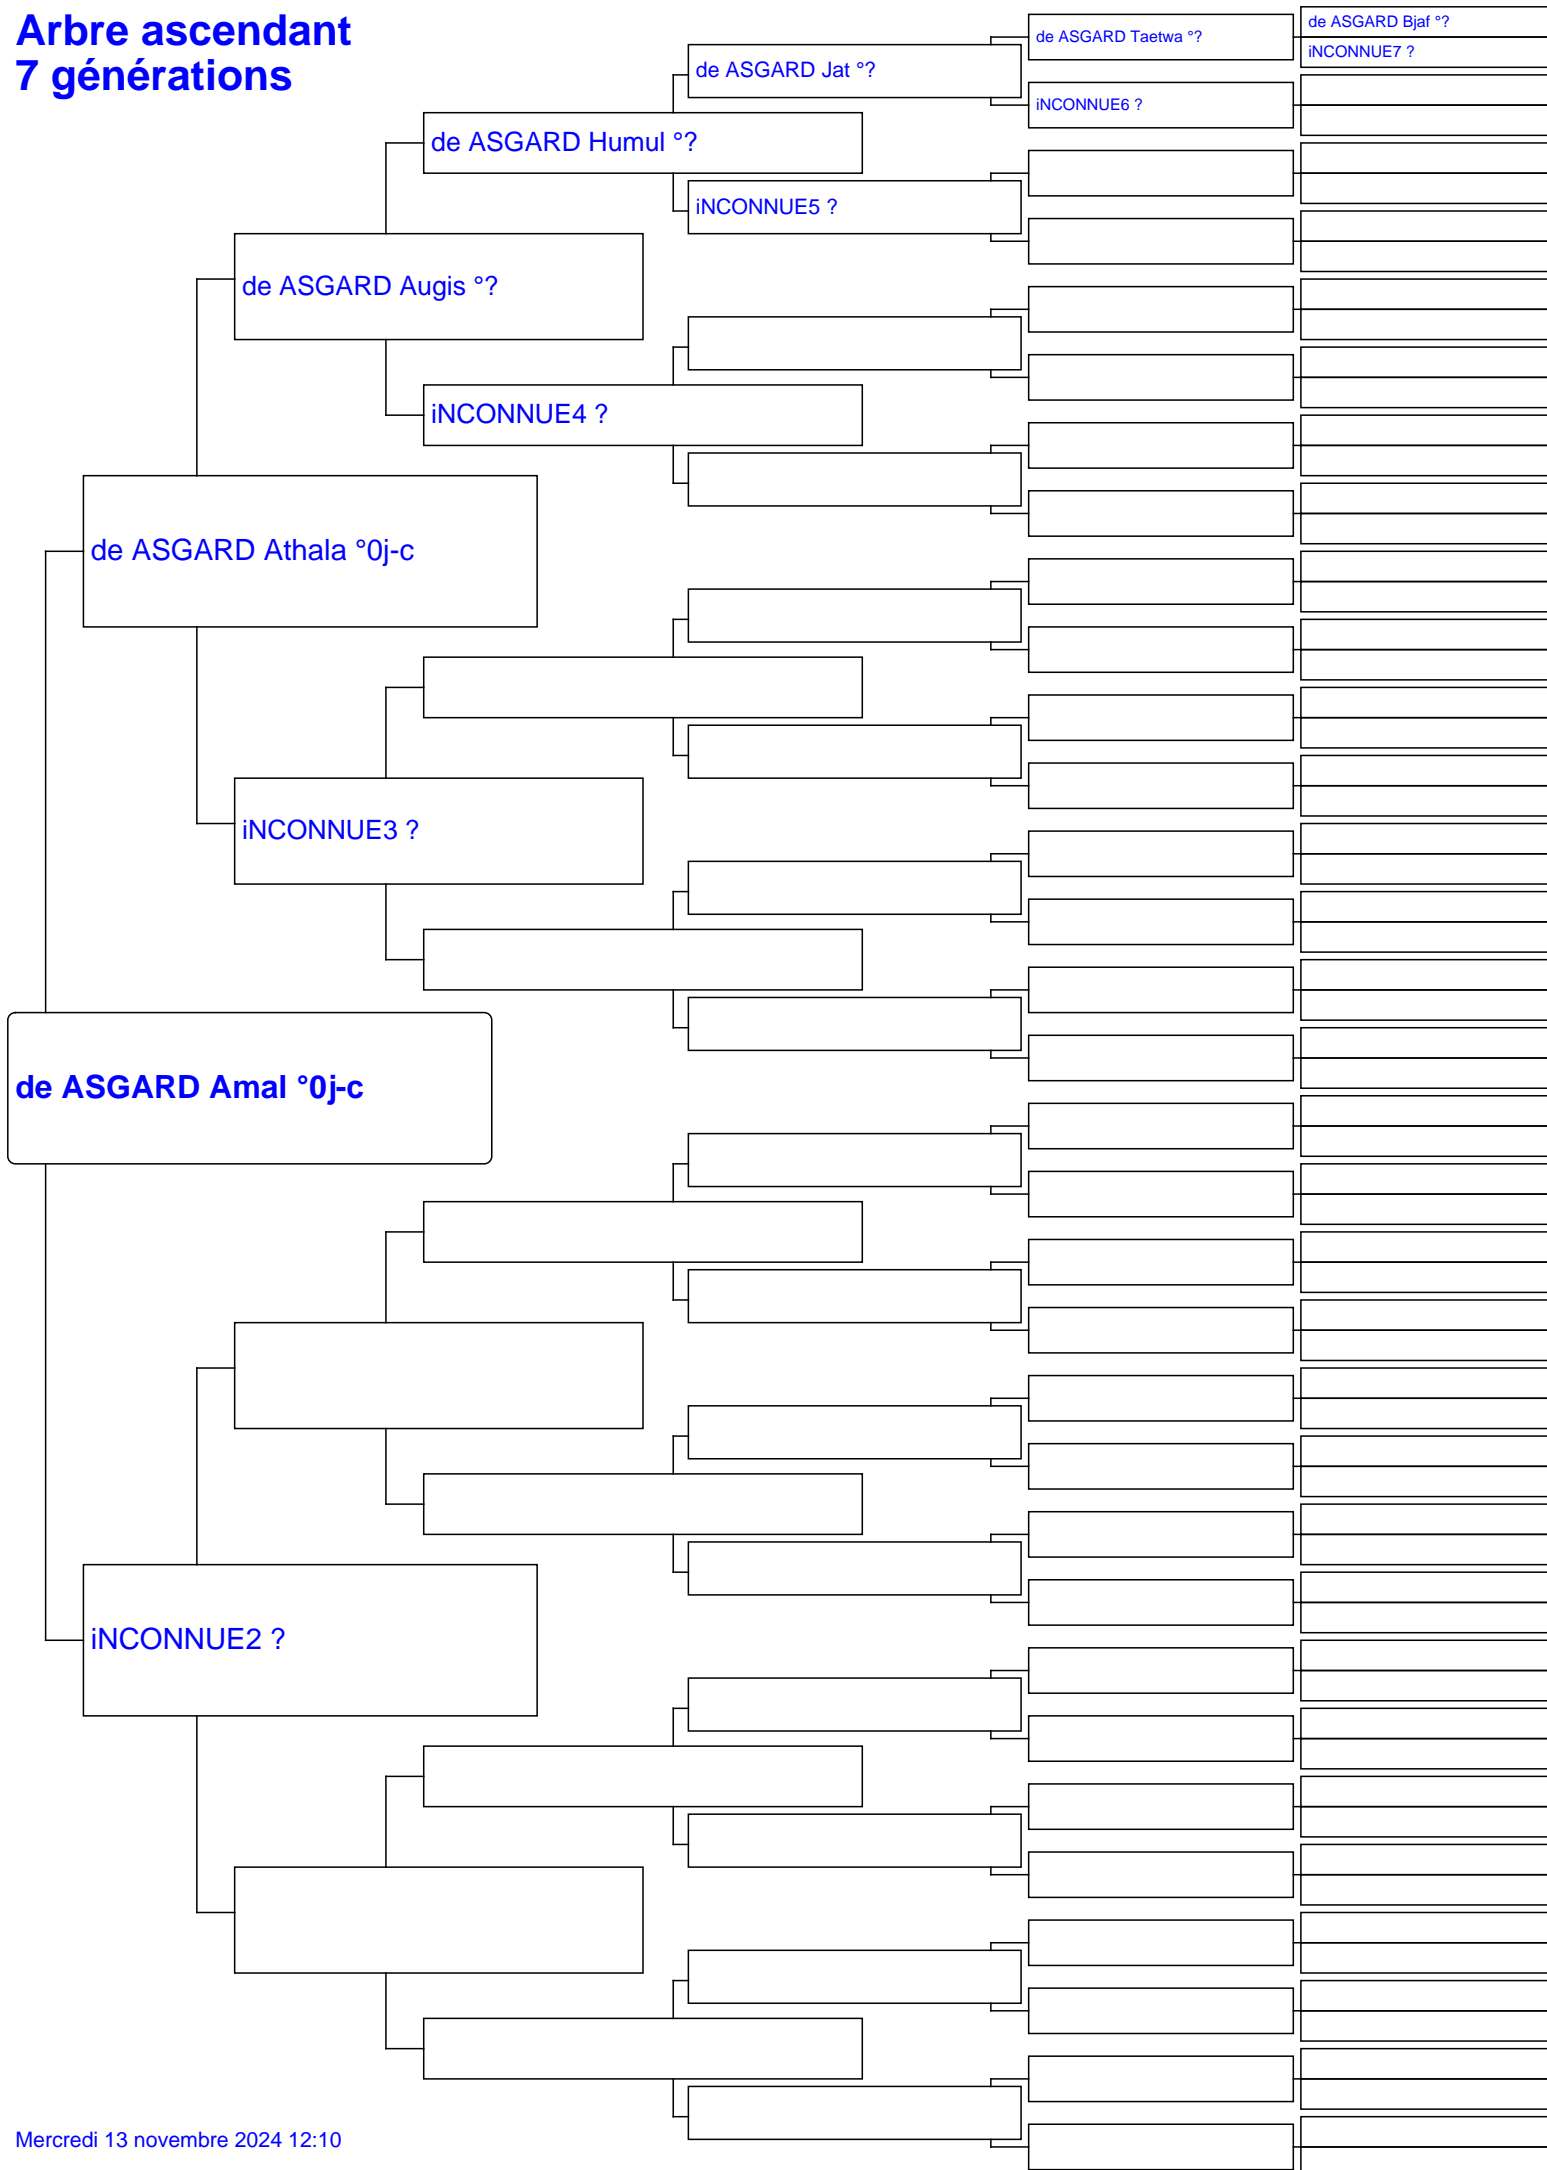 Arbre ascendant
7 générations
de ASGARD Bjaf °?
de ASGARD Taetwa °?
iNCONNUE7 ?
de ASGARD Jat °?
iNCONNUE6 ?
de ASGARD Humul °?
iNCONNUE5 ?
de ASGARD Augis °?
iNCONNUE4 ?
de ASGARD Athala °0j-c
iNCONNUE3 ?
de ASGARD Amal °0j-c
iNCONNUE2 ?
Mercredi 13 novembre 2024 12:10